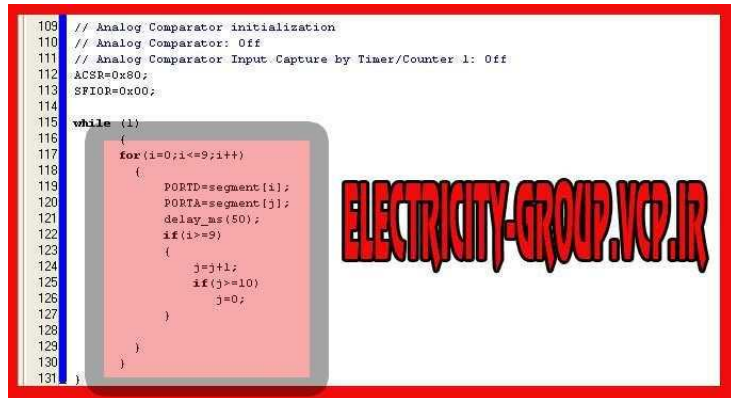 109 // Analog Comparator initialization
110 // Analog Comparator: Off
111 // Analog Comparator Input Capture by Timer/Counter 1: Off
112 ACSR=0x80;
113 SFIOR=0x00;
114
115 while (1)
116 {
117 for(i=0;i<=9;i++)
118 {
119 PORTD=segment[i];
120 PORTA=segment[j];
121 delay_ms(50);
122 if(i>=9)
123 {
124 j=j+1;
125 if(j>=10)
126 j=0;
127 }
128
129 }
130 }
131 }
ELECTRICITY-GROUP.VCP.IR